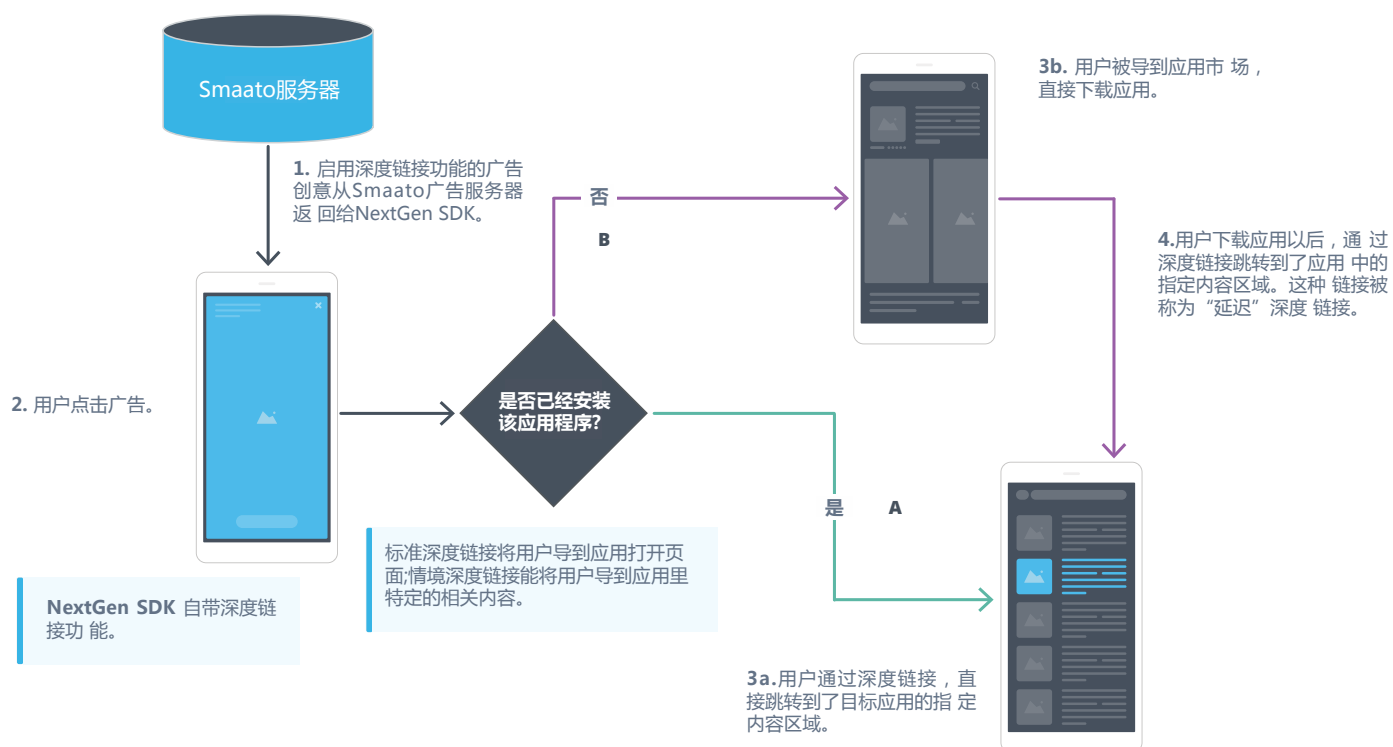 Smaato服务器
1. 启用深度链接功能的广告
创意从Smaato广告服务器
返 回给NextGen SDK。
2. 用户点击广告。
NextGen SDK 自带深度链
接功 能。
是否已经安装
该应用程序?
标准深度链接将用户导到应用打开页
面;情境深度链接能将用户导到应用里
特定的相关内容。
否
B
3b. 用户被导到应用市 场，
直接下载应用。
4.用户下载应用以后，通 过
深度链接跳转到了应用 中的
指定内容区域。这种 链接被
称为“延迟”深度 链接。
是
A
3a.用户通过深度链接，直
接跳转到了目标应用的指 定
内容区域。